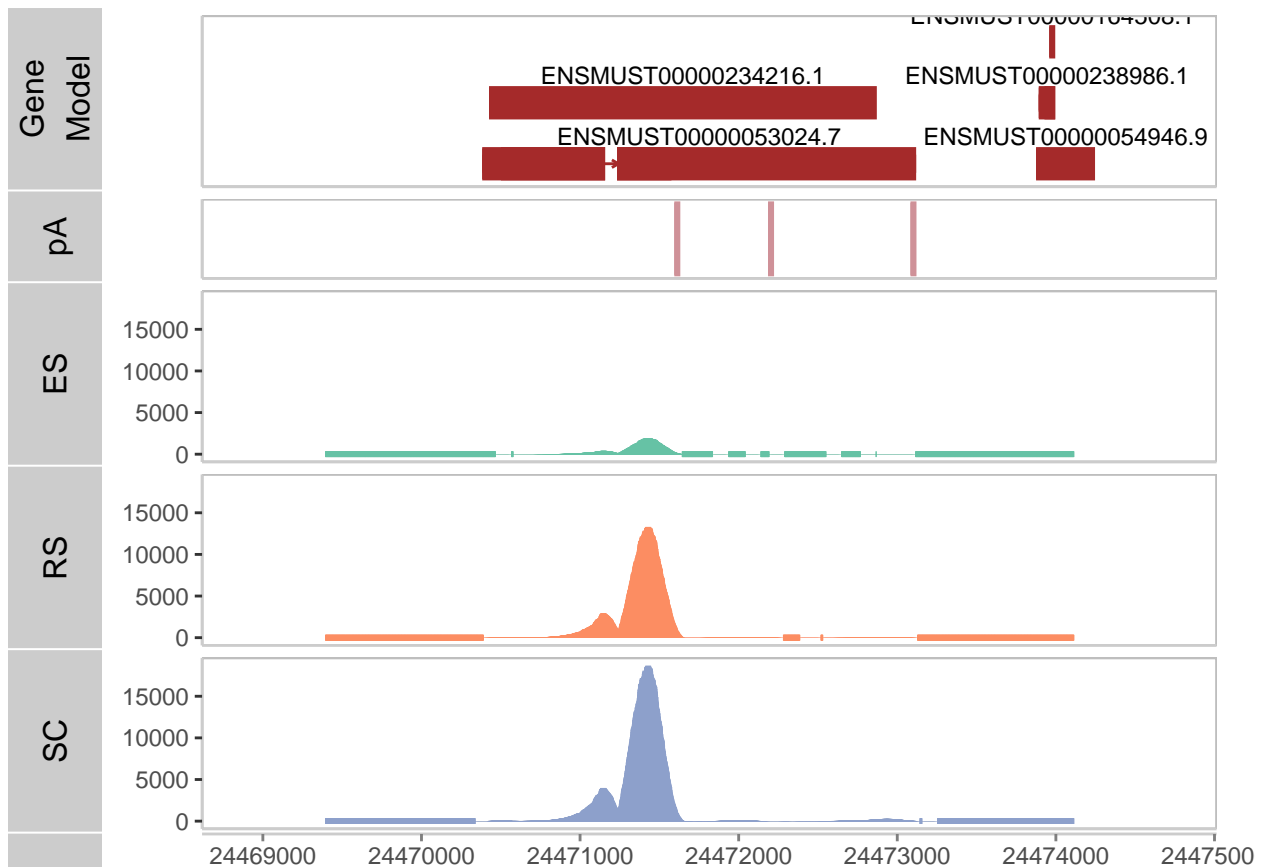 Gene
Model
ENSMUST00000234216.1
ENSMUST00000238986.1
ENSMUST00000053024.7
ENSMUST00000054946.9
pA
ES
15000
10000
5000
0
RS
15000
10000
5000
0
SC
15000
10000
5000
0
24469000 24470000 24471000 24472000 24473000 24474000 2447500